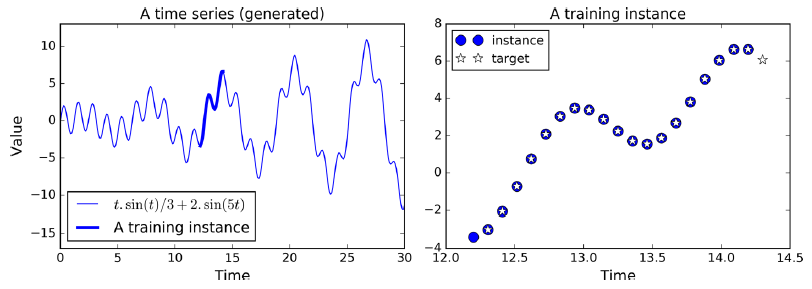 A time series (generated)
10
5
0
−5
−10
−15
Value
t.sin(t)/3 + 2.sin(5t)
A training instance
0 5 10 15 20 25 30
Time
A training instance
8
6
4
2
0
−2
−4
instance
target
12.0 12.5 13.0 13.5 14.0 14.5
Time